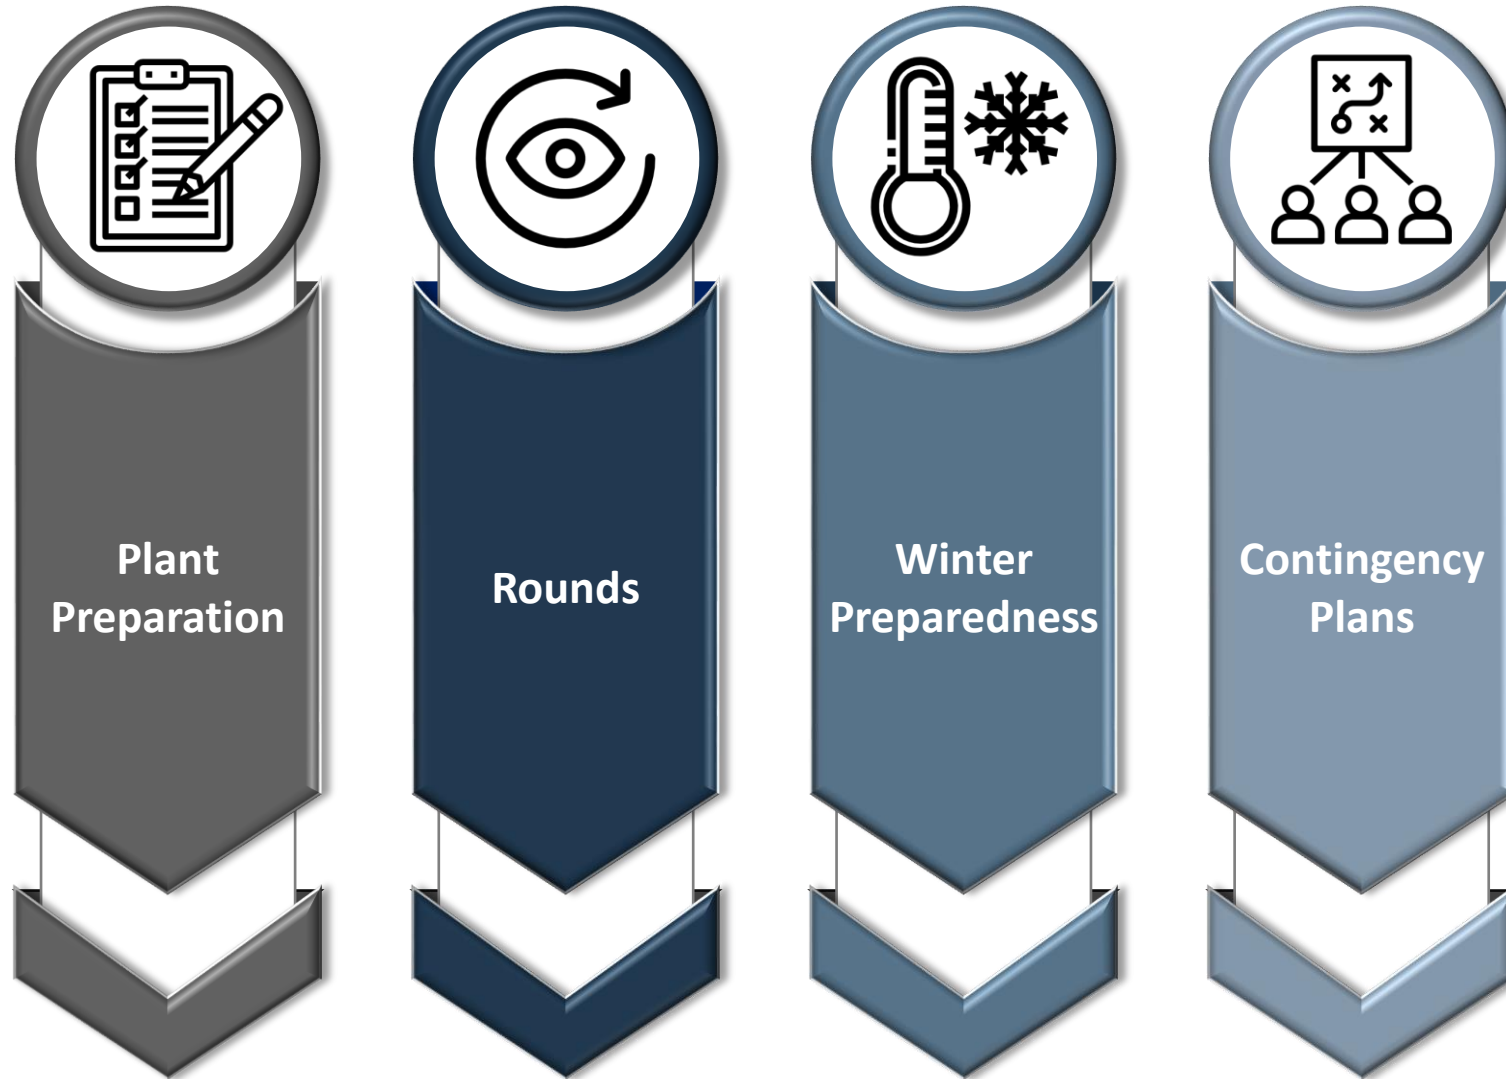 Plant
Preparation
Rounds
Winter
Preparedness
Contingency
Plans